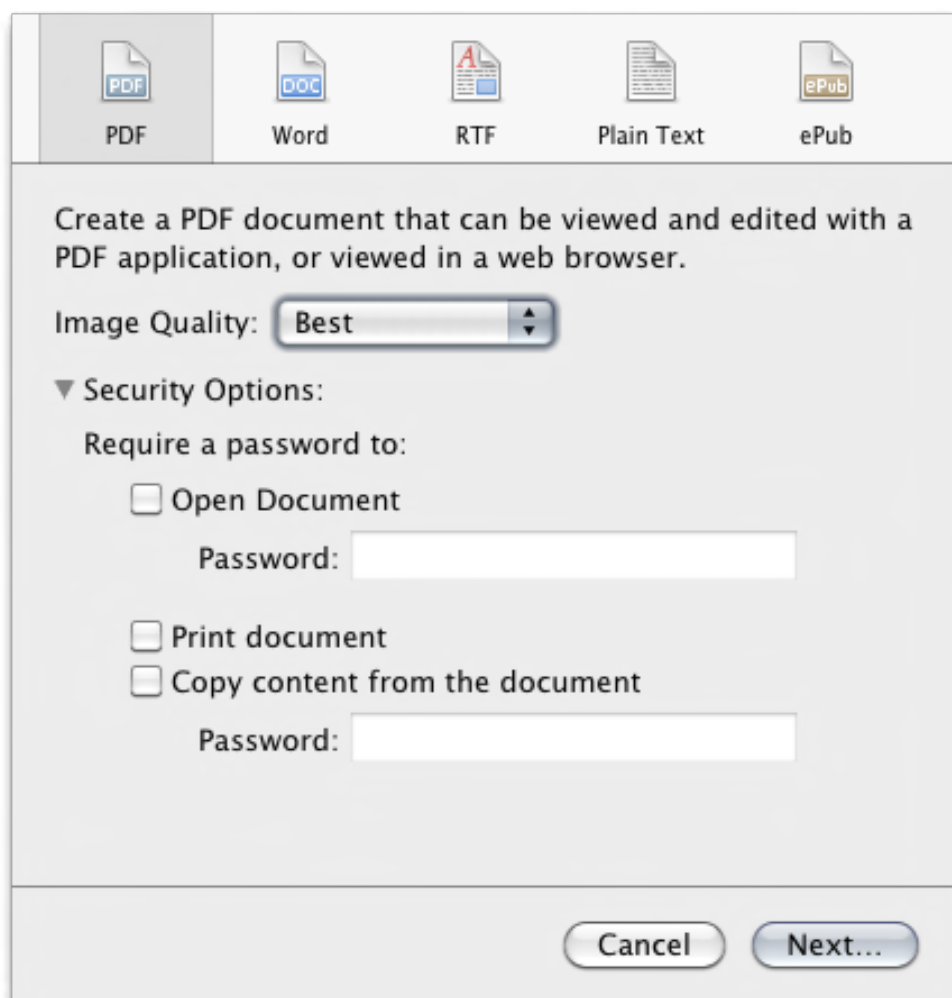 PDF
DOC
A
ePub
PDF Word RTF Plain Text ePub
Create a PDF document that can be viewed and edited with a
PDF application, or viewed in a web browser.
Image Quality: Best
Security Options:
Require a password to:
Open Document
Password:
Print document
Copy content from the document
Password:
Cancel Next...